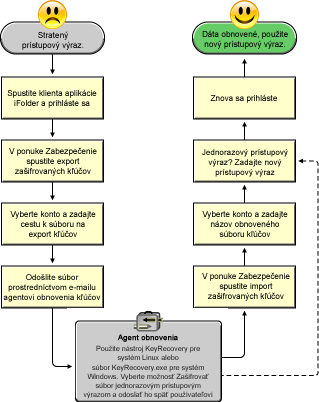 Stratený
prístupový výraz.
Spustite klienta aplikácie
iFolder a prihláste sa
V ponuke Zabezpečenie
spustite export
zašifrovaných kľúčov
Vyberte konto a zadajte
cestu k súboru na
export kľúčov
Odošlite súbor
prostredníctvom e-mailu
agentovi obnovenia kľúčov
Agent obnovenia
Použite nástroj KeyRecovery pre
systém Linux alebo
súbor KeyRecovery.exe pre systém
Windows. Vyberte možnosť Zašifrovať
súbor jednorazovým prístupovým
výrazom a odoslať ho späť používateľovi
V ponuke Zabezpečenie
spustite import
zašifrovaných kľúčov
Vyberte konto a zadajte
názov obnoveného
súboru kľúčov
Jednorazový prístupový
výraz? Zadajte nový
prístupový výraz
Znova sa prihláste
Dáta obnovené, použite
nový prístupový výraz.